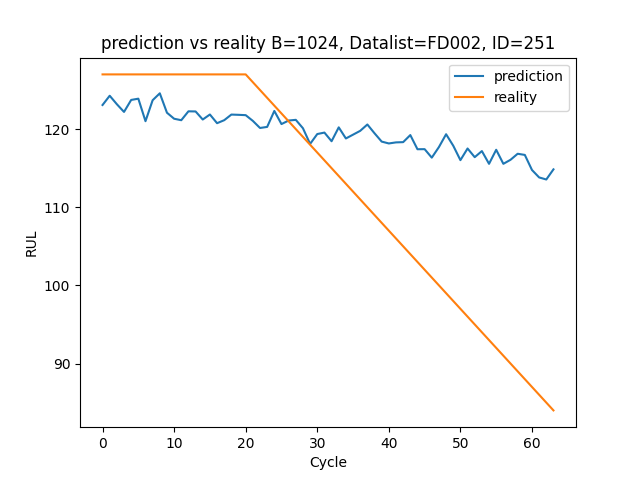 prediction vs reality B=1024, Datalist=FD002, ID=251
prediction
reality
RUL
120
110
100
90
0 10 20 30 40 50 60
Cycle